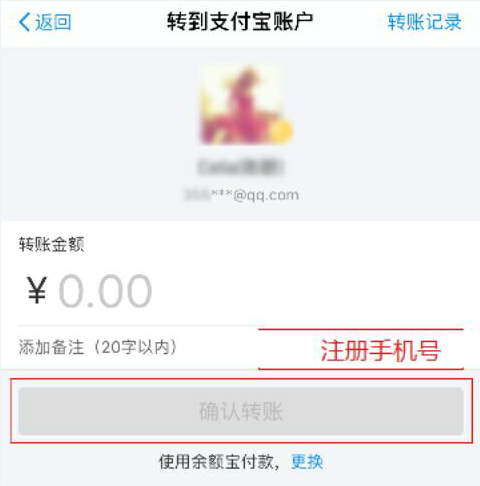 返回 转到支付宝账户 转账记录
***@qq.com
转账金额
¥0.00
添加备注（20字以内）
注册手机号
确认转账
使用余额宝付款，更换